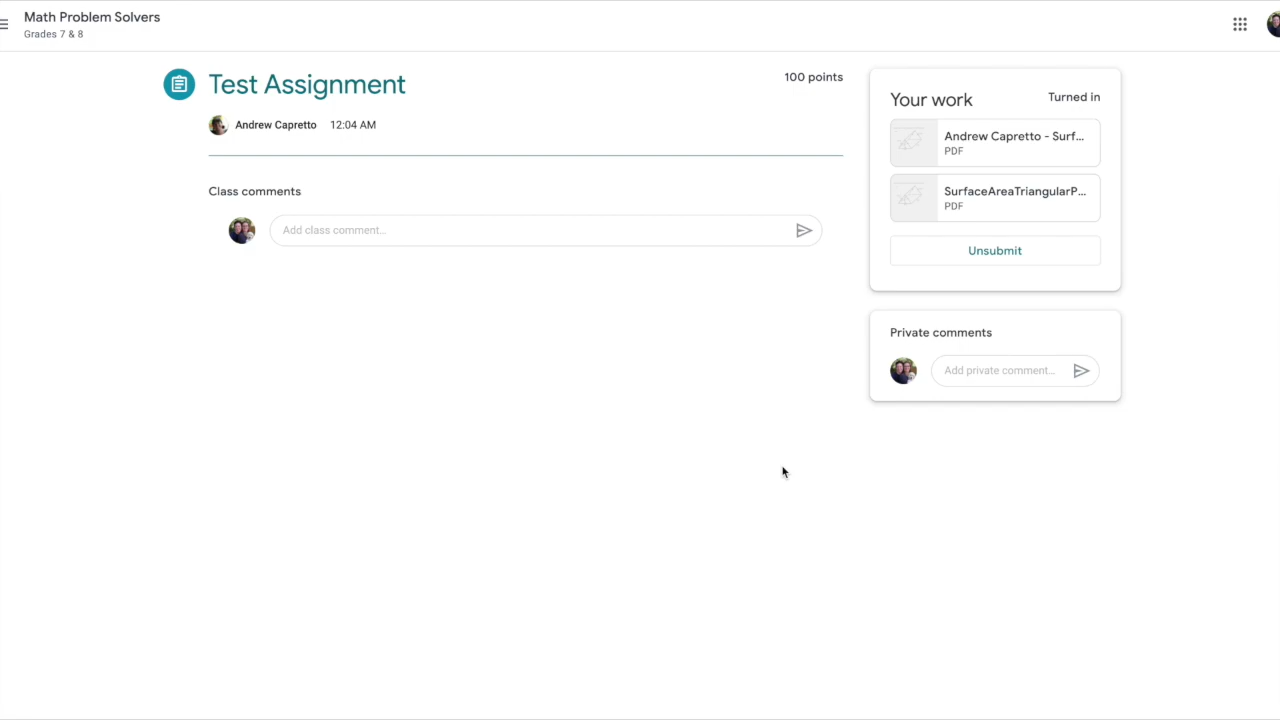 Math Problem Solvers
Grades 7 & 8
Test Assignment
100 points
Andrew Capretto 12:04 AM
Class comments
Add class comment...
Your work
Turned in
Andrew Capretto - Surf...
PDF
SurfaceAreaTriangularP...
PDF
Unsubmit
Private comments
Add private comment...